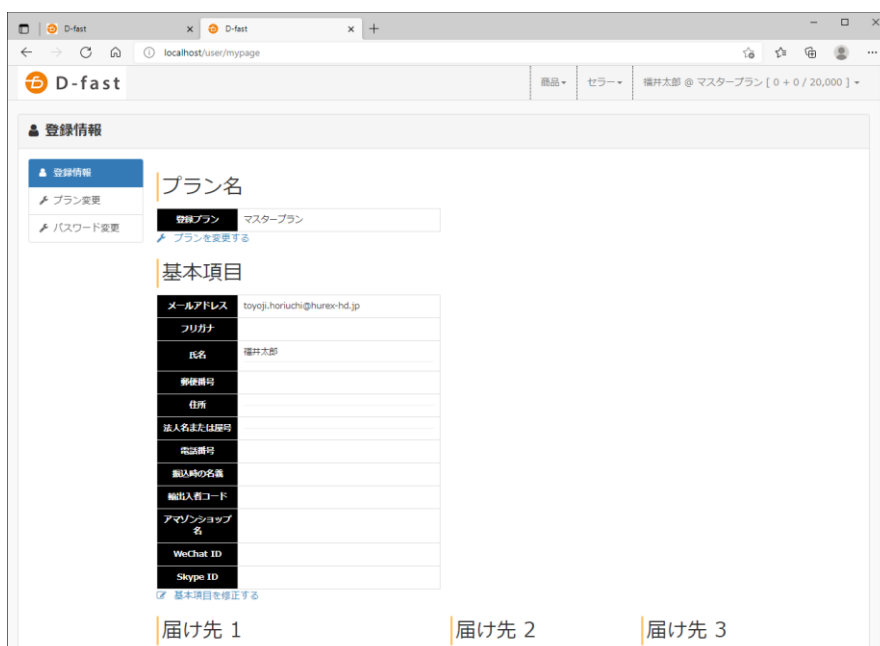 D-fast
D-fast
localhost/user/mypage
D-fast
商品
セラー
福井太郎 @ マスタープラン [ 0 + 0 / 20,000 ]
登録情報
登録情報
プラン変更
パスワード変更
プラン名
登録プラン マスタープラン
プランを変更する
基本項目
メールアドレス toyoji.horiuchi@hurex-hd.jp
フリガナ
氏名 福井太郎
郵便番号
住所
法人名または屋号
電話番号
振込時の名義
輸出入者コード
アマゾンショップ
名
WeChat ID
Skype ID
基本項目を修正する
届け先 1
届け先 2
届け先 3